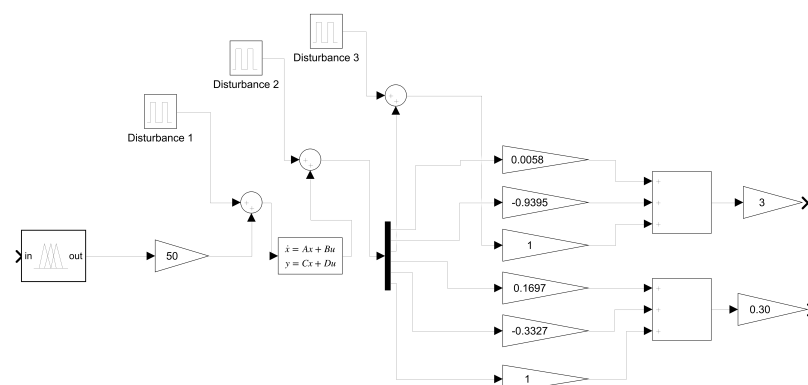 Disturbance 3
Disturbance 2
Disturbance 1
0.0058
-0.9395
3
1
in
out
50
ẋ = Ax + Bu
y = Cx + Du
0.1697
-0.3327
0.30
1